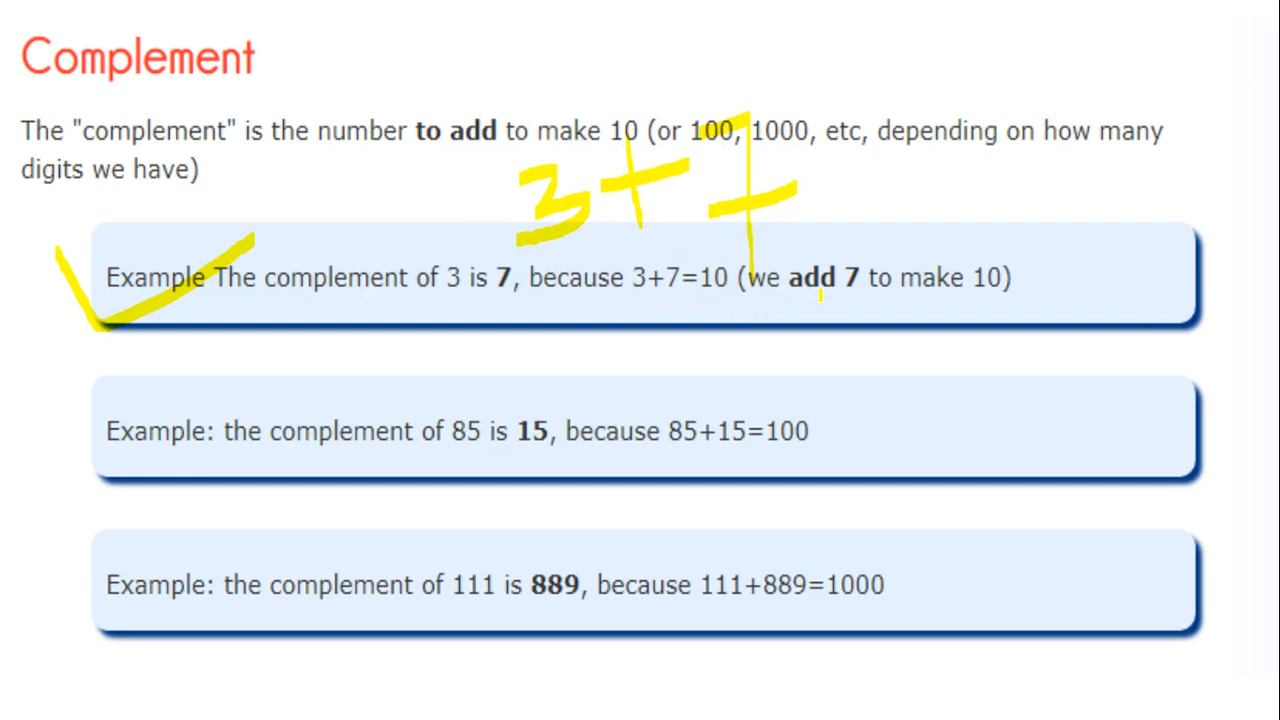 Complement
The "complement" is the number to add to make 10 (or 100, 1000, etc, depending on how many
digits we have)
3+7
Example The complement of 3 is 7, because 3+7=10 (we add 7 to make 10)
Example: the complement of 85 is 15, because 85+15=100
Example: the complement of 111 is 889, because 111+889=1000